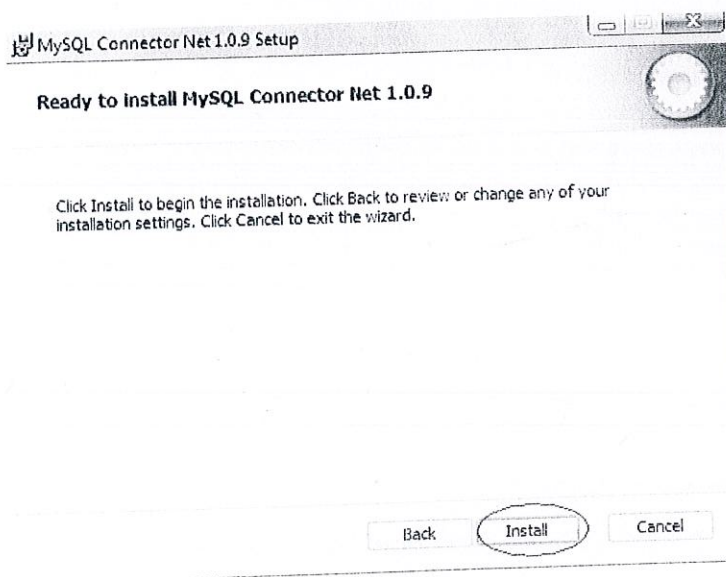 MySQL Connector Net 1.0.9 Setup
Ready to install MySQL Connector Net 1.0.9
Click Install to begin the installation. Click Back to review or change any of your
installation settings. Click Cancel to exit the wizard.
Back
Install
Cancel